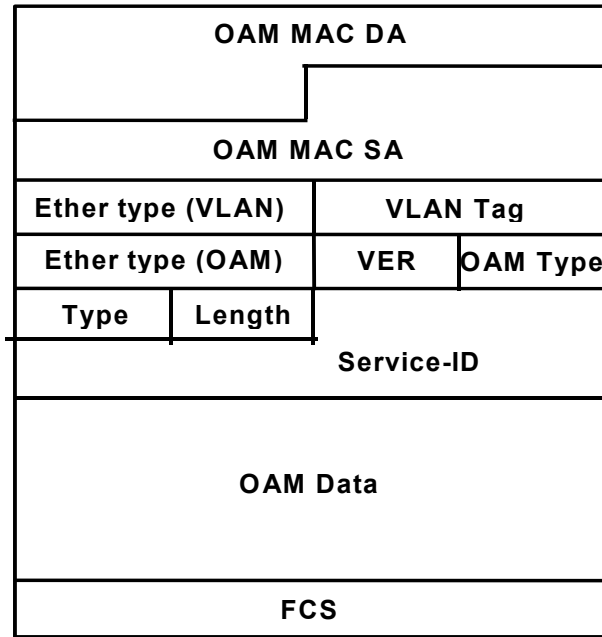 OAM MAC DA
OAM MAC SA
Ether type (VLAN) VLAN Tag
Ether type (OAM) VER OAM Type
Type Length
Service-ID
OAM Data
FCS